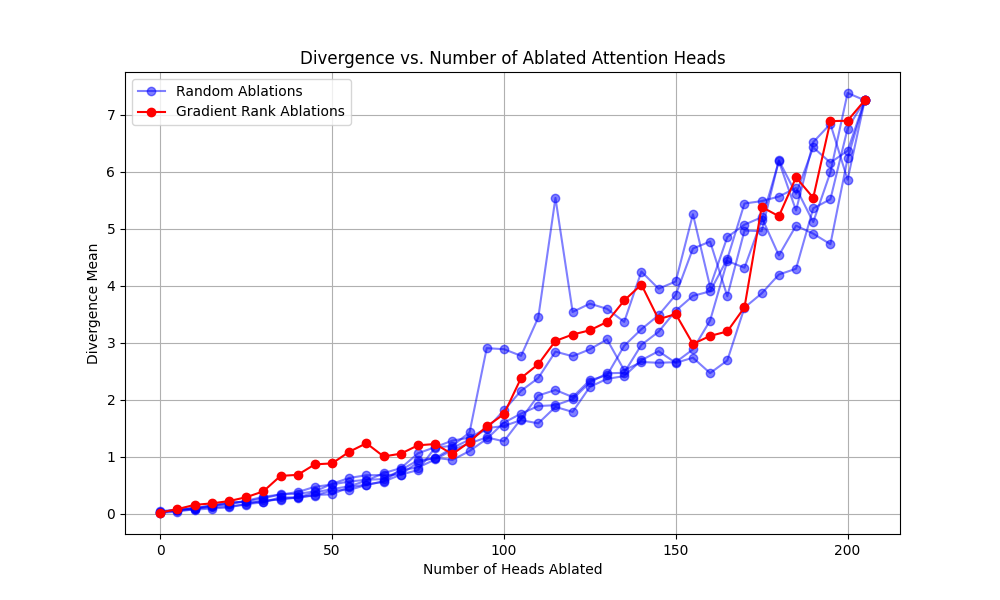 Divergence vs. Number of Ablated Attention Heads
Random Ablations
Gradient Rank Ablations
7
6
5
4
3
2
1
0
Divergence Mean
0 50 100 150 200
Number of Heads Ablated